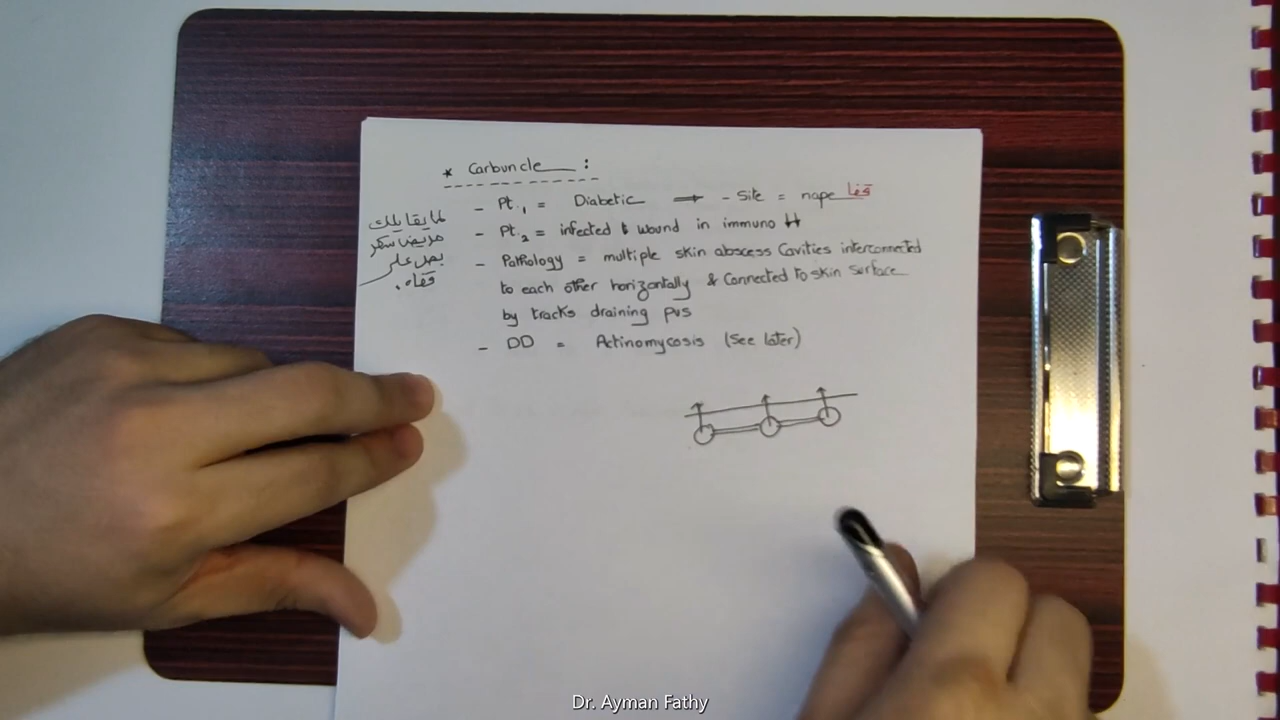 * Carbuncle :
- Pt.1 = Diabetic → - Site = nape قفا
- Pt.2 = infected wound in immuno ↓↓
- Pathology = multiple skin abscess Cavities interconnected
to each other horizontally & Connected to skin surface
by tracks draining pus
- DD = Actinomycosis (See later)
لما يقابلك
مريض سكر
بص على
قفاه.
Dr. Ayman Fathy